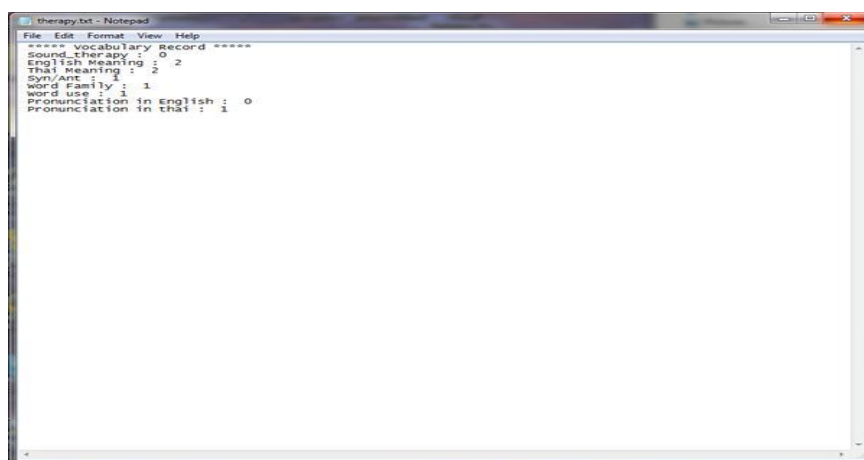 therapy.txt - Notepad
File Edit Format View Help
***** Vocabulary Record *****
Sound_therapy : 0
English Meaning : 2
Thai Meaning : 2
Syn/Ant : 1
Word Family : 1
Word use : 1
Pronunciation in English : 0
Pronunciation in thai : 1